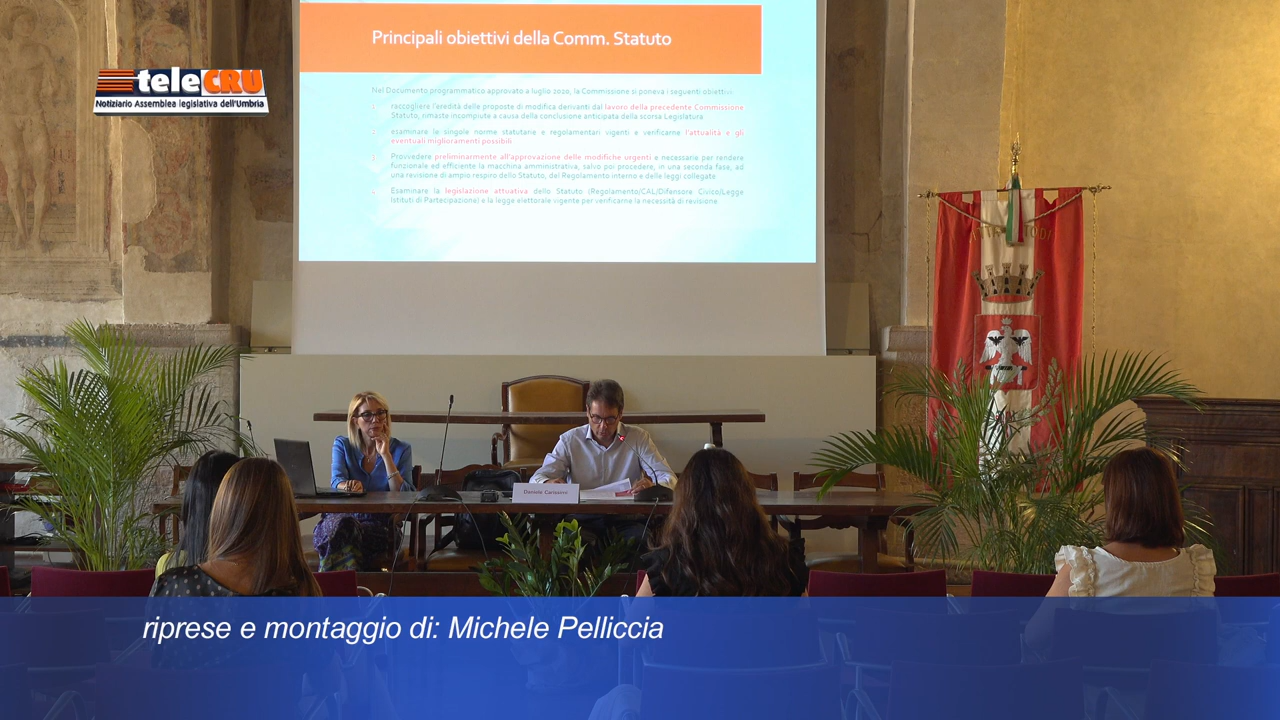 Principali obiettivi della Comm. Statuto
teleCRU
Notiziario Assemblea legislativa dell'Umbria
Nel Documento programmatico approvato a luglio 2020, la Commissione si poneva i seguenti obiettivi:
raccogliere l'eredità delle proposte di modifica derivanti dal lavoro della precedente Commissione
Statuto, rimaste incompiute a causa della conclusione anticipata della scorsa Legislatura
esaminare le singole norme statutarie e regolamentari vigenti e verificarne l'attualità e gli
eventuali miglioramenti possibili
Provvedere preliminarmente all'approvazione delle modifiche urgenti e necessarie per rendere
funzionale ed efficiente la macchina amministrativa, salvo poi procedere, in una seconda fase, ad
una revisione di ampio respiro dello Statuto, del Regolamento interno e delle leggi collegate
Esaminare la legislazione attuativa dello Statuto (Regolamento/CAL/Difensore Civico/Legge
Istituti di Partecipazione) e la legge elettorale vigente per verificarne la necessità di revisione
TODI
Daniele
riprese e montaggio di: Michele Pelliccia